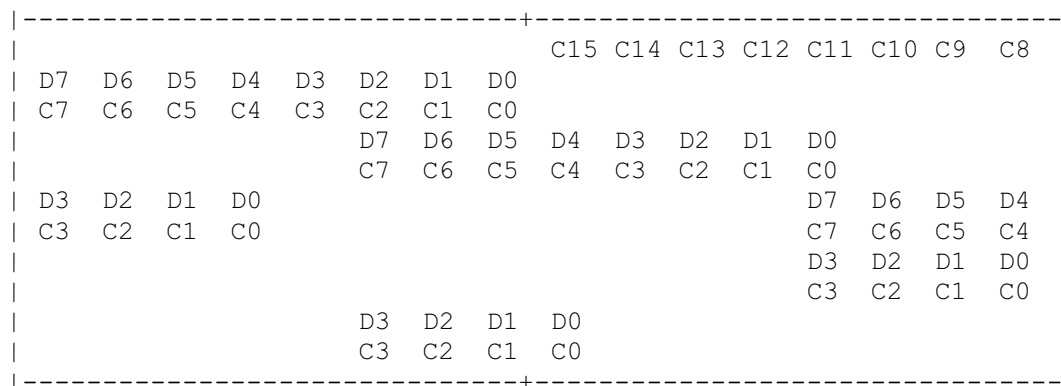 |-------------------------------+---------------------------------
|                                C15 C14 C13 C12 C11 C10 C9  C8
| D7  D6  D5  D4  D3  D2  D1  D0
| C7  C6  C5  C4  C3  C2  C1  C0
|                     D7  D6  D5  D4  D3  D2  D1  D0
|                     C7  C6  C5  C4  C3  C2  C1  C0
| D3  D2  D1  D0                                  D7  D6  D5  D4
| C3  C2  C1  C0                                  C7  C6  C5  C4
|                                                 D3  D2  D1  D0
|                                                 C3  C2  C1  C0
|                     D3  D2  D1  D0
|                     C3  C2  C1  C0
|-------------------------------+---------------------------------